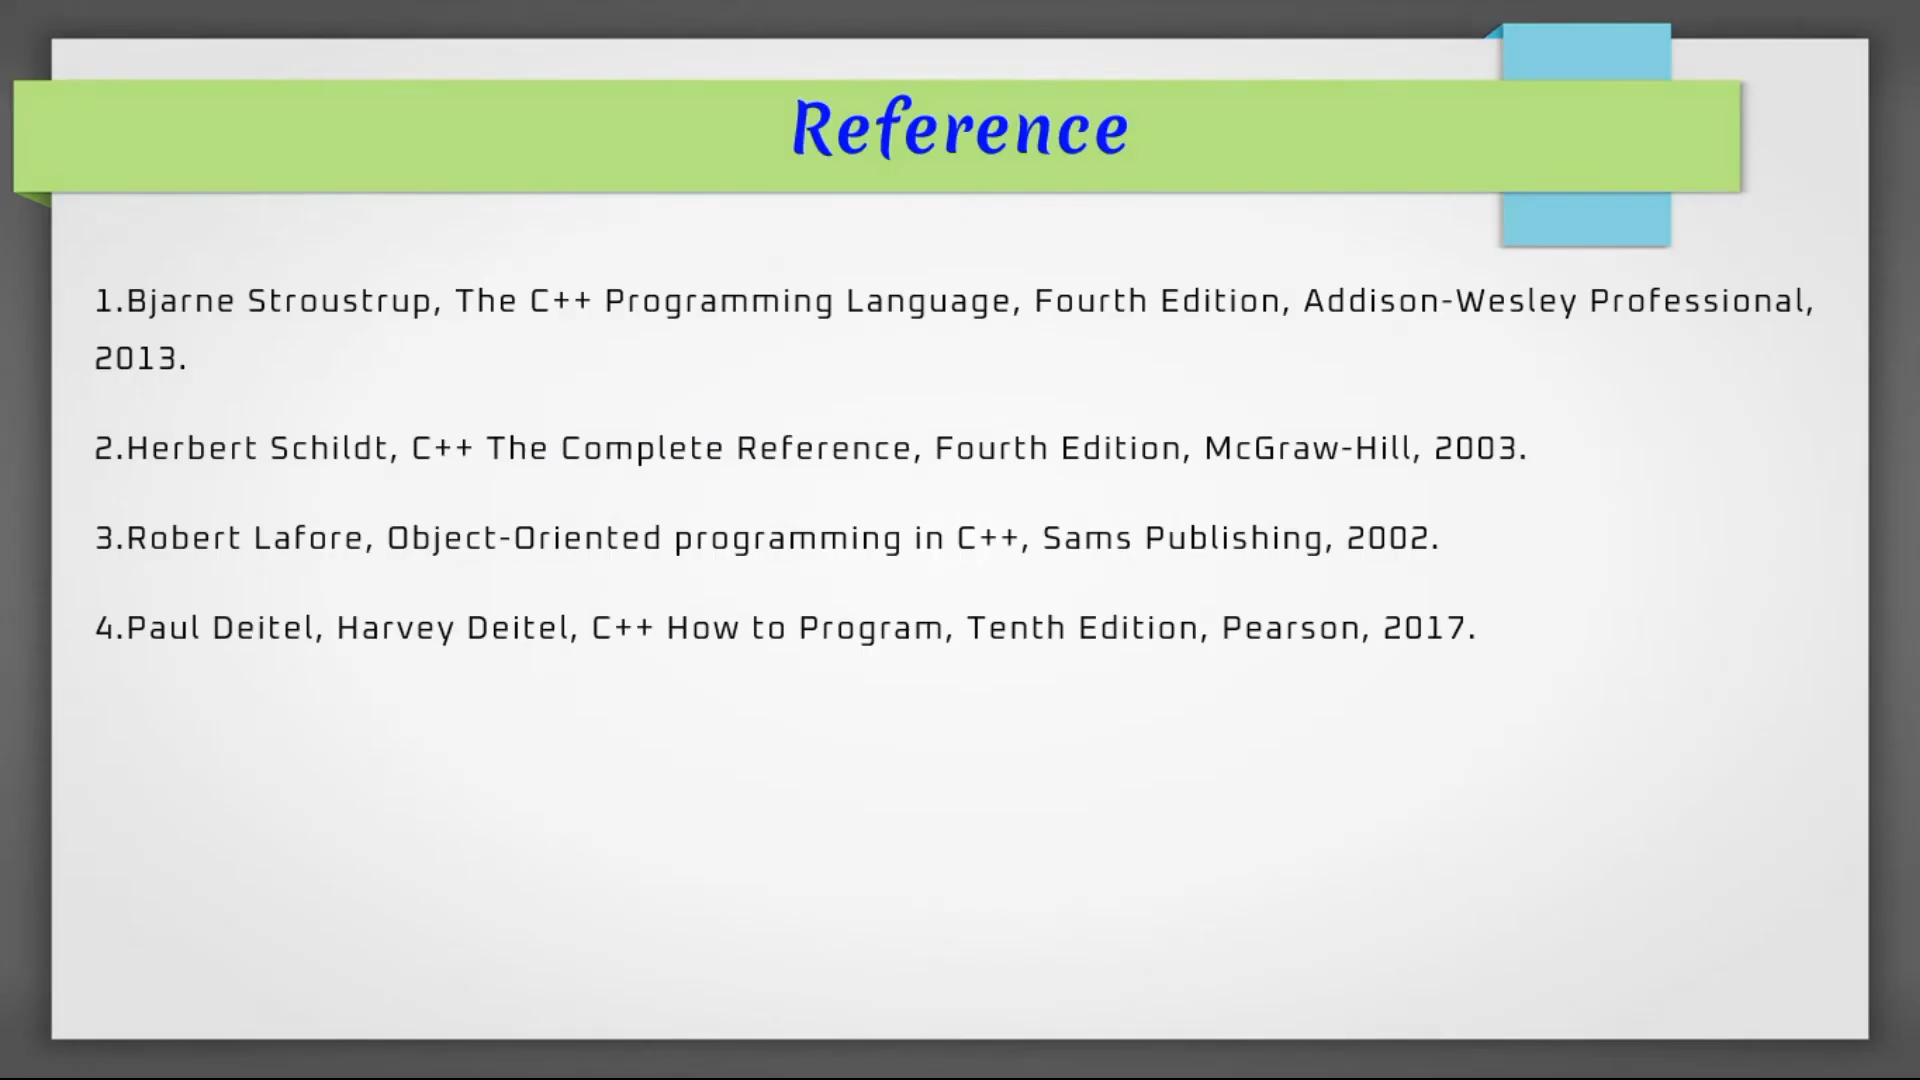 Reference
1.Bjarne Stroustrup, The C++ Programming Language, Fourth Edition, Addison-Wesley Professional,
2013.
2.Herbert Schildt, C++ The Complete Reference, Fourth Edition, McGraw-Hill, 2003.
3.Robert Lafore, Object-Oriented programming in C++, Sams Publishing, 2002.
4.Paul Deitel, Harvey Deitel, C++ How to Program, Tenth Edition, Pearson, 2017.